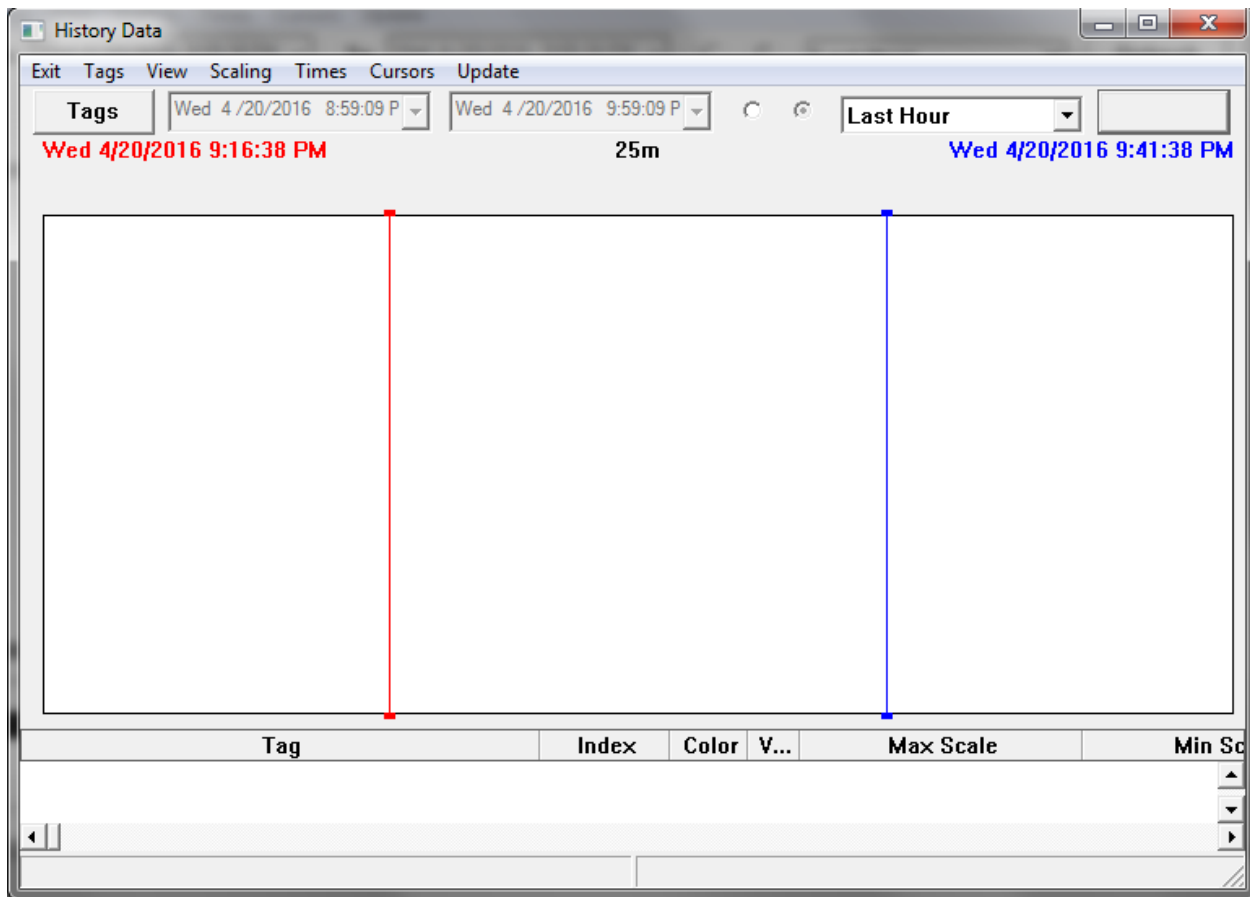 History Data
Exit Tags View Scaling Times Cursors Update
Tags Wed 4 /20/2016 8:59:09 P Wed 4 /20/2016 9:59:09 P Last Hour
Wed 4/20/2016 9:16:38 PM 25m Wed 4/20/2016 9:41:38 PM
Tag Index Color V... Max Scale Min Sc